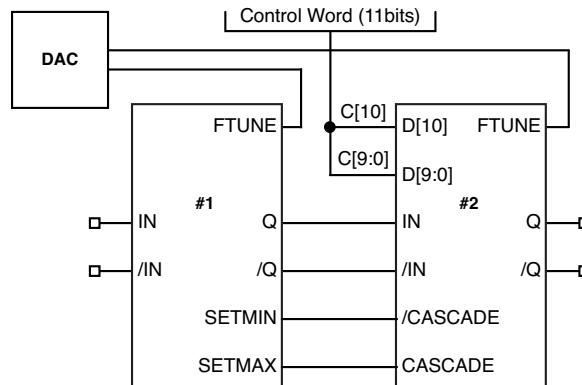 Control Word (11bits)
DAC
C[10]
FTUNE
D[10]
FTUNE
C[9:0]
D[9:0]
#1
#2
IN
Q
IN
Q
/IN
/Q
/IN
/Q
SETMIN
/CASCADE
SETMAX
CASCADE